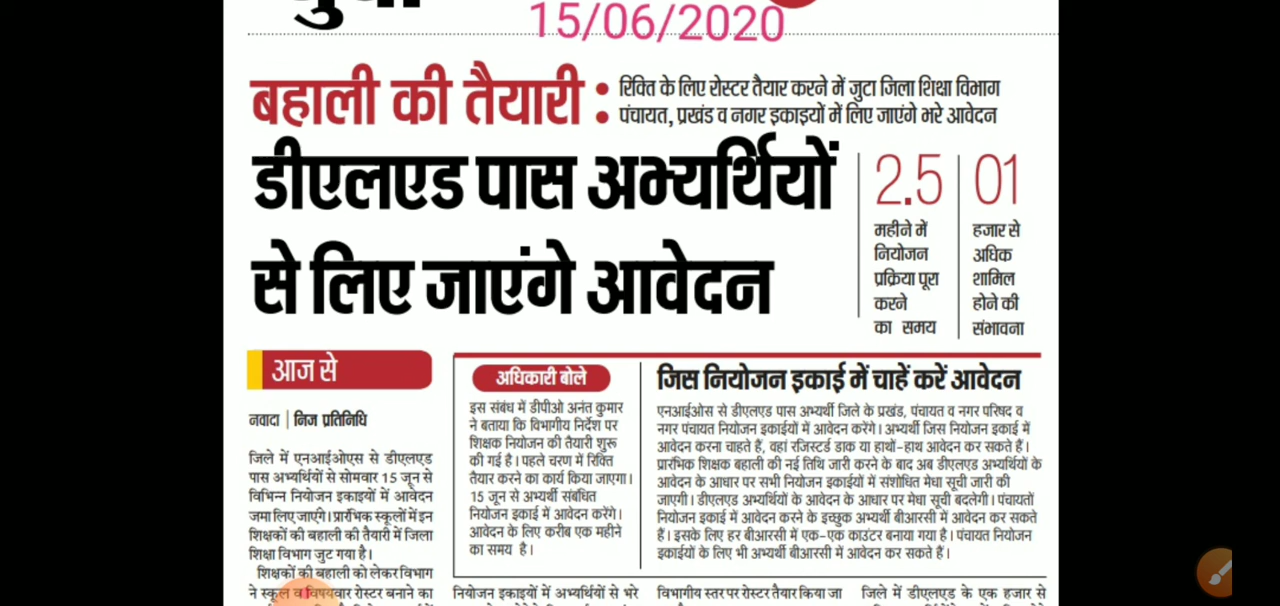 15/06/2020
बहाली की तैयारी :
रिक्ति के लिए रोस्टर तैयार करने में जुटा जिला शिक्षा विभाग
पंचायत, प्रखंड व नगर इकाइयों में लिए जाएंगे भरे आवेदन
डीएलएड पास अभ्यर्थियों
से लिए जाएंगे आवेदन
2.5
महीने में
नियोजन
प्रक्रिया पूरा
करने
का समय
01
हजार से
अधिक
शामिल
होने की
संभावना
आज से
नवादा | निज प्रतिनिधि
जिले में एनआईओएस से डीएलएड
पास अभ्यर्थियों से सोमवार 15 जून से
विभिन्न नियोजन इकाइयों में आवेदन
जमा लिए जाएंगे। प्रारंभिक स्कूलों में इन
शिक्षकों की बहाली की तैयारी में जिला
शिक्षा विभाग जुट गया है।
शिक्षकों की बहाली को लेकर विभाग
ने स्कूल व विषयवार रोस्टर बनाने का
अधिकारी बोले
इस संबंध में डीपीओ अनंत कुमार
ने बताया कि विभागीय निर्देश पर
शिक्षक नियोजन की तैयारी शुरू
की गई है। पहले चरण में रिक्ति
तैयार करने का कार्य किया जाएगा।
15 जून से अभ्यर्थी संबंधित
नियोजन इकाई में आवेदन करेंगे।
आवेदन के लिए करीब एक महीने
का समय है।
जिस नियोजन इकाई में चाहें करें आवेदन
एनआईओस से डीएलएड पास अभ्यर्थी जिले के प्रखंड, पंचायत व नगर परिषद व
नगर पंचायत नियोजन इकाईयों में आवेदन करेंगे। अभ्यर्थी जिस नियोजन इकाई में
आवेदन करना चाहते हैं, वहां रजिस्टर्ड डाक या हाथों-हाथ आवेदन कर सकते हैं।
प्रारंभिक शिक्षक बहाली की नई तिथि जारी करने के बाद अब डीएलएड अभ्यर्थियों के
आवेदन के आधार पर सभी नियोजन इकाईयों में संशोधित मेधा सूची जारी की
जाएगी। डीएलएड अभ्यर्थियों के आवेदन के आधार पर मेधा सूची बदलेगी। पंचायतों
नियोजन इकाई में आवेदन करने के इच्छुक अभ्यर्थी बीआरसी में आवेदन कर सकते
हैं। इसके लिए हर बीआरसी में एक-एक काउंटर बनाया गया है। पंचायत नियोजन
इकाईयों के लिए भी अभ्यर्थी बीआरसी में आवेदन कर सकते हैं।
नियोजन इकाइयों में अभ्यर्थियों से भरे
विभागीय स्तर पर रोस्टर तैयार किया जा
जिले में डीएलएड के एक हजार से